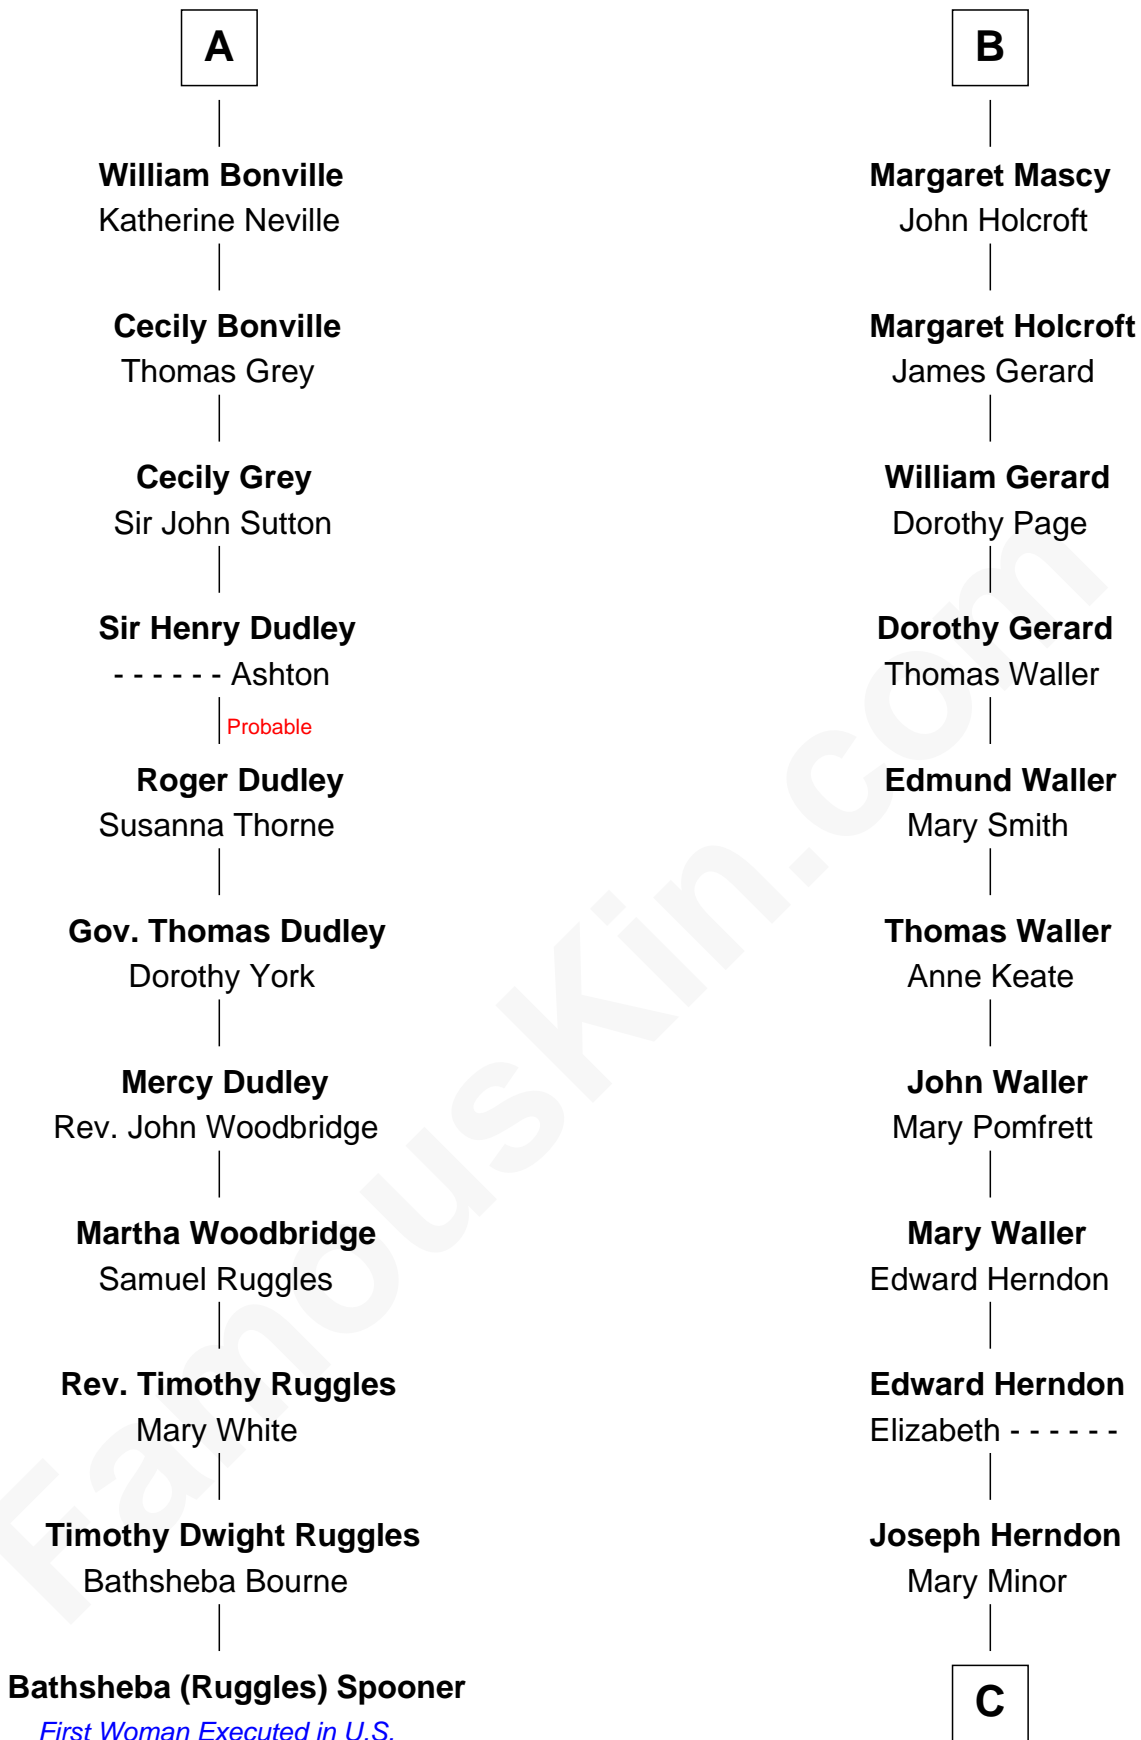 A
William Bonville
Katherine Neville
Cecily Bonville
Thomas Grey
Cecily Grey
Sir John Sutton
Sir Henry Dudley
- - - - - - Ashton
Probable
Roger Dudley
Susanna Thorne
Gov. Thomas Dudley
Dorothy York
Mercy Dudley
Rev. John Woodbridge
Martha Woodbridge
Samuel Ruggles
Rev. Timothy Ruggles
Mary White
Timothy Dwight Ruggles
Bathsheba Bourne
Bathsheba (Ruggles) Spooner
First Woman Executed in U.S.
B
Margaret Mascy
John Holcroft
Margaret Holcroft
James Gerard
William Gerard
Dorothy Page
Dorothy Gerard
Thomas Waller
Edmund Waller
Mary Smith
Thomas Waller
Anne Keate
John Waller
Mary Pomfrett
Mary Waller
Edward Herndon
Edward Herndon
Elizabeth - - - - - -
Joseph Herndon
Mary Minor
C
FamousKin.com